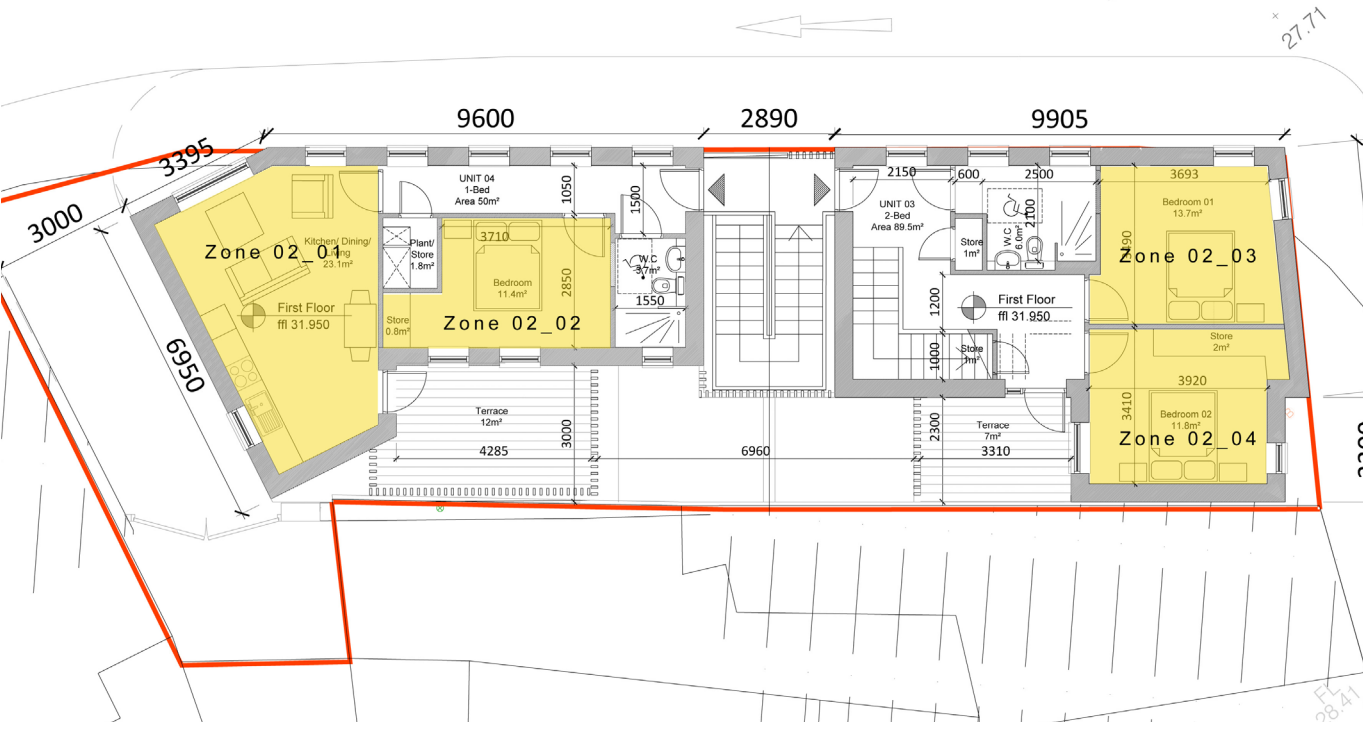 27.71
9600
2890
9905
3395
3000
6950
UNIT 04
1-Bed
Area 50m²
1050
1500
2150
600
2500
3693
UNIT 03
2-Bed
Area 89.5m²
2100
W.C
6.0m²
Store
1m²
Bedroom 01
13.7m²
Zone 02_01
Kitchen/ Dining/
Living
23.1m²
Plant/
Store
1.8m²
3710
Bedroom
11.4m²
2850
W.C
3.7m²
1550
Zone 02_03
First Floor
ffl 31.950
Store
0.8m²
Zone 02_02
1200
First Floor
ffl 31.950
1000
Store
1m²
Store
2m²
3920
3410
Bedroom 02
11.8m²
Zone 02_04
Terrace
12m²
4285
3000
6960
2300
Terrace
7m²
3310
FL
28.41